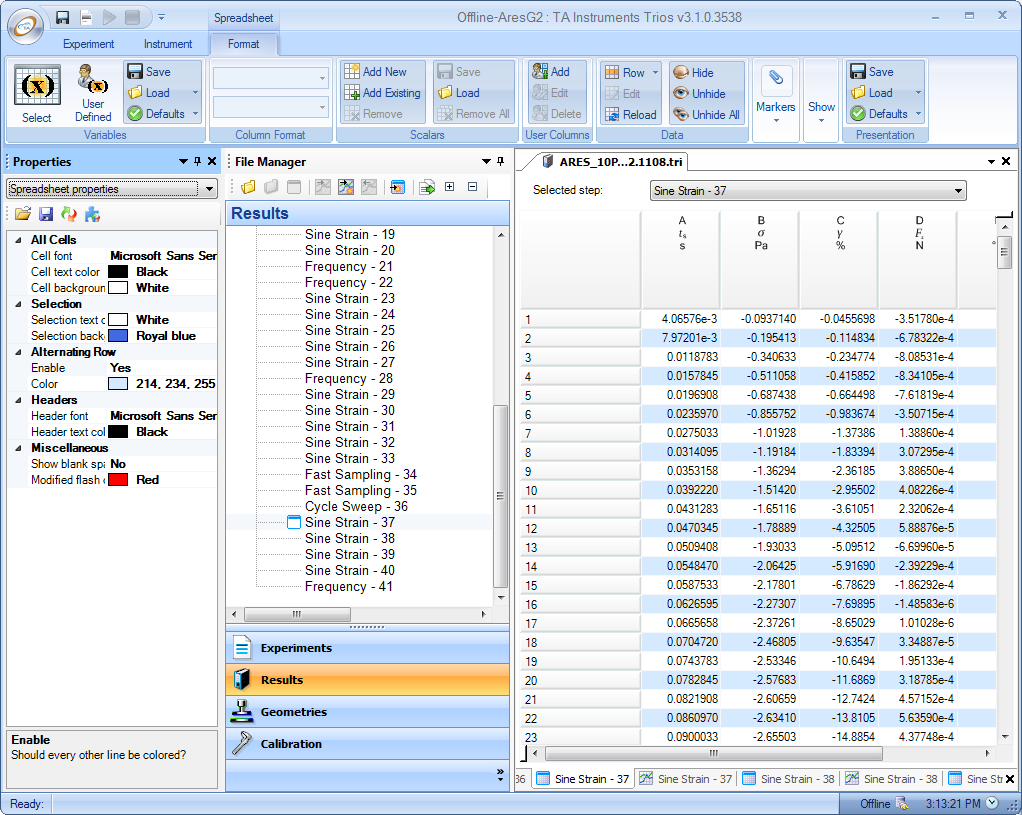 Spreadsheet
Offline-AresG2 : TA Instruments Trios v3.1.0.3538
Experiment Instrument Format
Select
User Defined
Save
Load
Defaults
Variables
Column Format
Add New
Add Existing
Remove
Save
Load
Remove All
Scalars
Add
Edit
Delete
User Columns
Row
Edit
Reload
Hide
Unhide
Unhide All
Data
Markers
Show
Save
Load
Defaults
Presentation
Properties
Spreadsheet properties
All Cells
Cell font Microsoft Sans Ser
Cell text color Black
Cell backgroun White
Selection
Selection text c White
Selection back Royal blue
Alternating Row
Enable Yes
Color 214, 234, 255
Headers
Header font Microsoft Sans Ser
Header text col Black
Miscellaneous
Show blank spa No
Modified flash c Red
Enable
Should every other line be colored?
File Manager
Results
Sine Strain - 19
Sine Strain - 20
Frequency - 21
Frequency - 22
Sine Strain - 23
Sine Strain - 24
Sine Strain - 25
Sine Strain - 26
Sine Strain - 27
Frequency - 28
Sine Strain - 29
Sine Strain - 30
Sine Strain - 31
Sine Strain - 32
Sine Strain - 33
Fast Sampling - 34
Fast Sampling - 35
Cycle Sweep - 36
Sine Strain - 37
Sine Strain - 38
Sine Strain - 39
Sine Strain - 40
Frequency - 41
Experiments
Results
Geometries
Calibration
ARES_10P...2.1108.tri
Selected step: Sine Strain - 37
A B C D
σ γ
s Pa % N
1 4.06576e-3 -0.0937140 -0.0455698 -3.51780e-4
2 7.97201e-3 -0.195413 -0.114834 -6.78322e-4
3 0.0118783 -0.340633 -0.234774 -8.08531e-4
4 0.0157845 -0.511058 -0.415852 -8.34105e-4
5 0.0196908 -0.687438 -0.664498 -7.61819e-4
6 0.0235970 -0.855752 -0.983674 -3.50715e-4
7 0.0275033 -1.01928 -1.37386 1.38860e-4
8 0.0314095 -1.19184 -1.83394 3.07295e-4
9 0.0353158 -1.36294 -2.36185 3.88650e-4
10 0.0392220 -1.51420 -2.95502 4.08226e-4
11 0.0431283 -1.65116 -3.61051 2.32062e-4
12 0.0470345 -1.78889 -4.32505 5.88876e-5
13 0.0509408 -1.93033 -5.09512 -6.69960e-5
14 0.0548470 -2.06425 -5.91690 -2.39229e-4
15 0.0587533 -2.17801 -6.78629 -1.86292e-4
16 0.0626595 -2.27307 -7.69895 -1.48583e-6
17 0.0665658 -2.37261 -8.65029 1.01028e-6
18 0.0704720 -2.46805 -9.63547 3.34887e-5
19 0.0743783 -2.53346 -10.6494 1.95133e-4
20 0.0782845 -2.57683 -11.6869 3.18785e-4
21 0.0821908 -2.60659 -12.7424 4.57152e-4
22 0.0860970 -2.63410 -13.8105 5.63590e-4
23 0.0900033 -2.65503 -14.8854 4.37748e-4
36 Sine Strain - 37 Sine Strain - 37 Sine Strain - 38 Sine Strain - 38 Sine Str
Ready:
Offline 3:13:21 PM